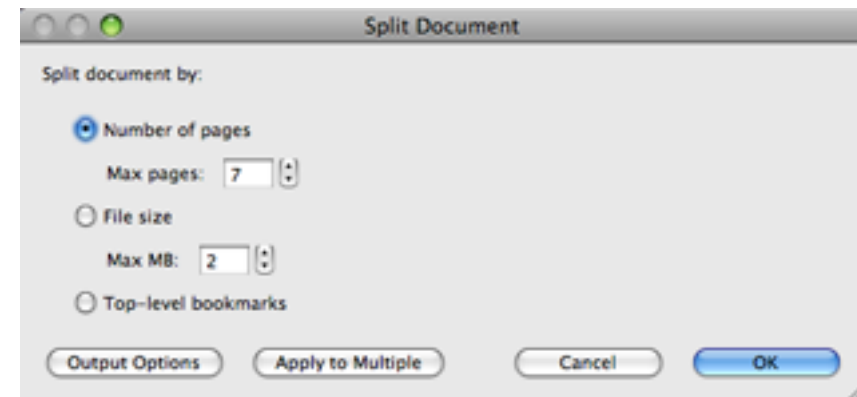 Split Document
Split document by:
Number of pages
Max pages: 7
File size
Max MB: 2
Top-level bookmarks
Output Options Apply to Multiple Cancel OK